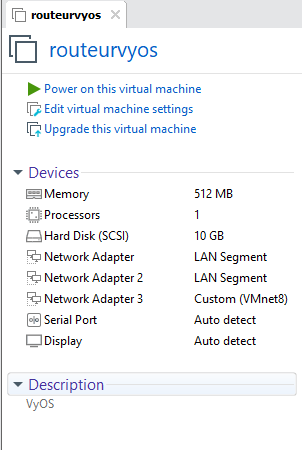 routeurvyos
routeurvyos
Power on this virtual machine
Edit virtual machine settings
Upgrade this virtual machine
Devices
Memory 512 MB
Processors 1
Hard Disk (SCSI) 10 GB
Network Adapter LAN Segment
Network Adapter 2 LAN Segment
Network Adapter 3 Custom (VMnet8)
Serial Port Auto detect
Display Auto detect
Description
VyOS